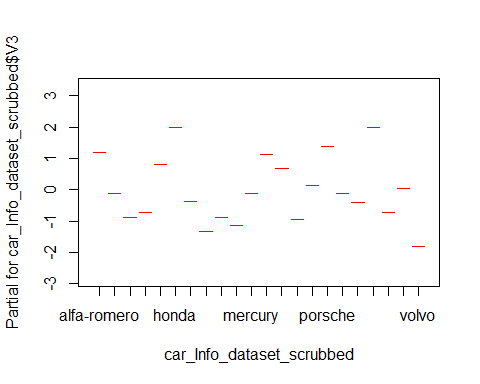 Partial for car_Info_dataset_scrubbed$V3
3
2
1
0
-1
-2
-3
alfa-romero honda mercury porsche volvo
car_Info_dataset_scrubbed